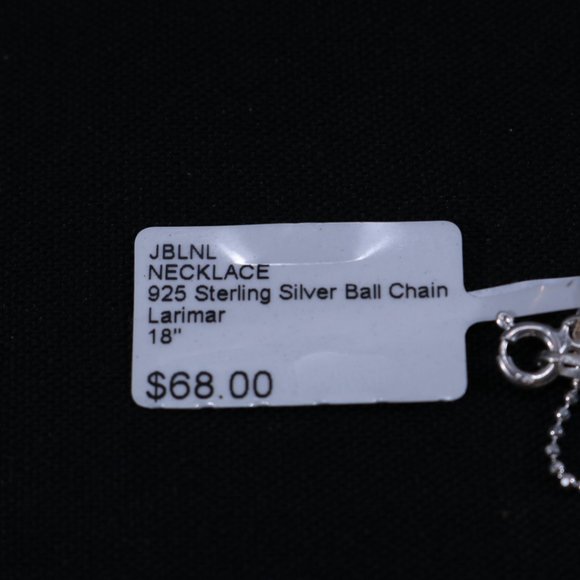 JBLNL
NECKLACE
925 Sterling Silver Ball Chain
Larimar
18"
$68.00